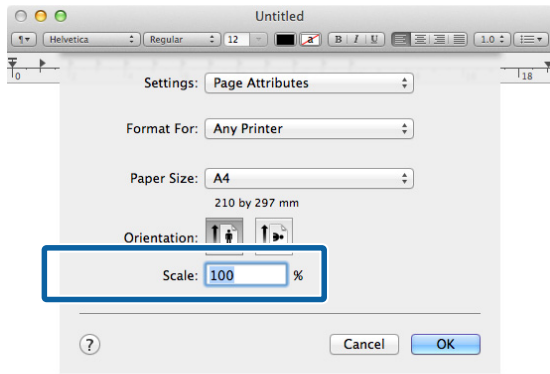 Untitled
¶ Helvetica Regular 12 a B I U 1.0
0 18
Settings: Page Attributes
Format For: Any Printer
Paper Size: A4
210 by 297 mm
Orientation:
Scale: 100 %
? Cancel OK